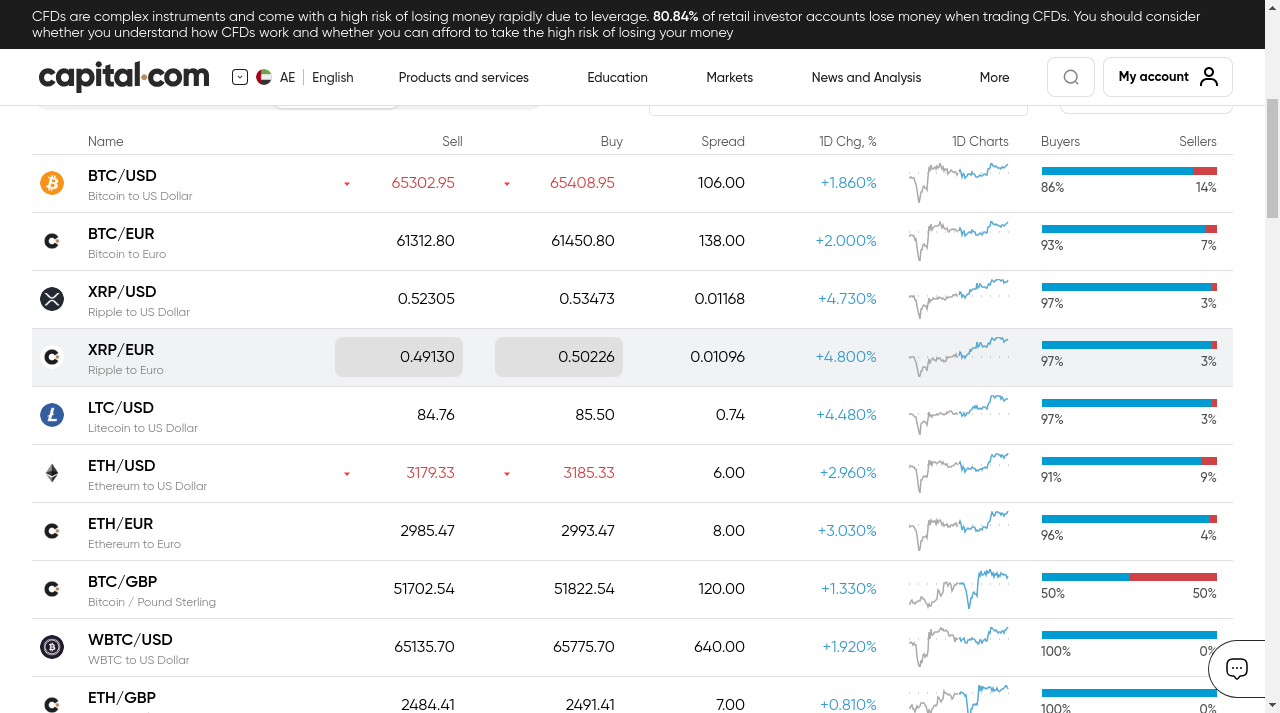 CFDs are complex instruments and come with a high risk of losing money rapidly due to leverage. 80.84% of retail investor accounts lose money when trading CFDs. You should consider
whether you understand how CFDs work and whether you can afford to take the high risk of losing your money
capital.com AE English Products and services Education Markets News and Analysis More My account
Name Sell Buy Spread 1D Chg, % 1D Charts Buyers Sellers
BTC/USD 65302.95 65408.95 106.00 +1.860%
Bitcoin to US Dollar 86% 14%
BTC/EUR 61312.80 61450.80 138.00 +2.000%
Bitcoin to Euro 93% 7%
XRP/USD 0.52305 0.53473 0.01168 +4.730%
Ripple to US Dollar 97% 3%
XRP/EUR 0.49130 0.50226 0.01096 +4.800%
Ripple to Euro 97% 3%
LTC/USD 84.76 85.50 0.74 +4.480%
Litecoin to US Dollar 97% 3%
ETH/USD 3179.33 3185.33 6.00 +2.960%
Ethereum to US Dollar 91% 9%
ETH/EUR 2985.47 2993.47 8.00 +3.030%
Ethereum to Euro 96% 4%
BTC/GBP 51702.54 51822.54 120.00 +1.330%
Bitcoin / Pound Sterling 50% 50%
WBTC/USD 65135.70 65775.70 640.00 +1.920%
WBTC to US Dollar 100% 0%
ETH/GBP 2484.41 2491.41 7.00 +0.810%
100% 0%